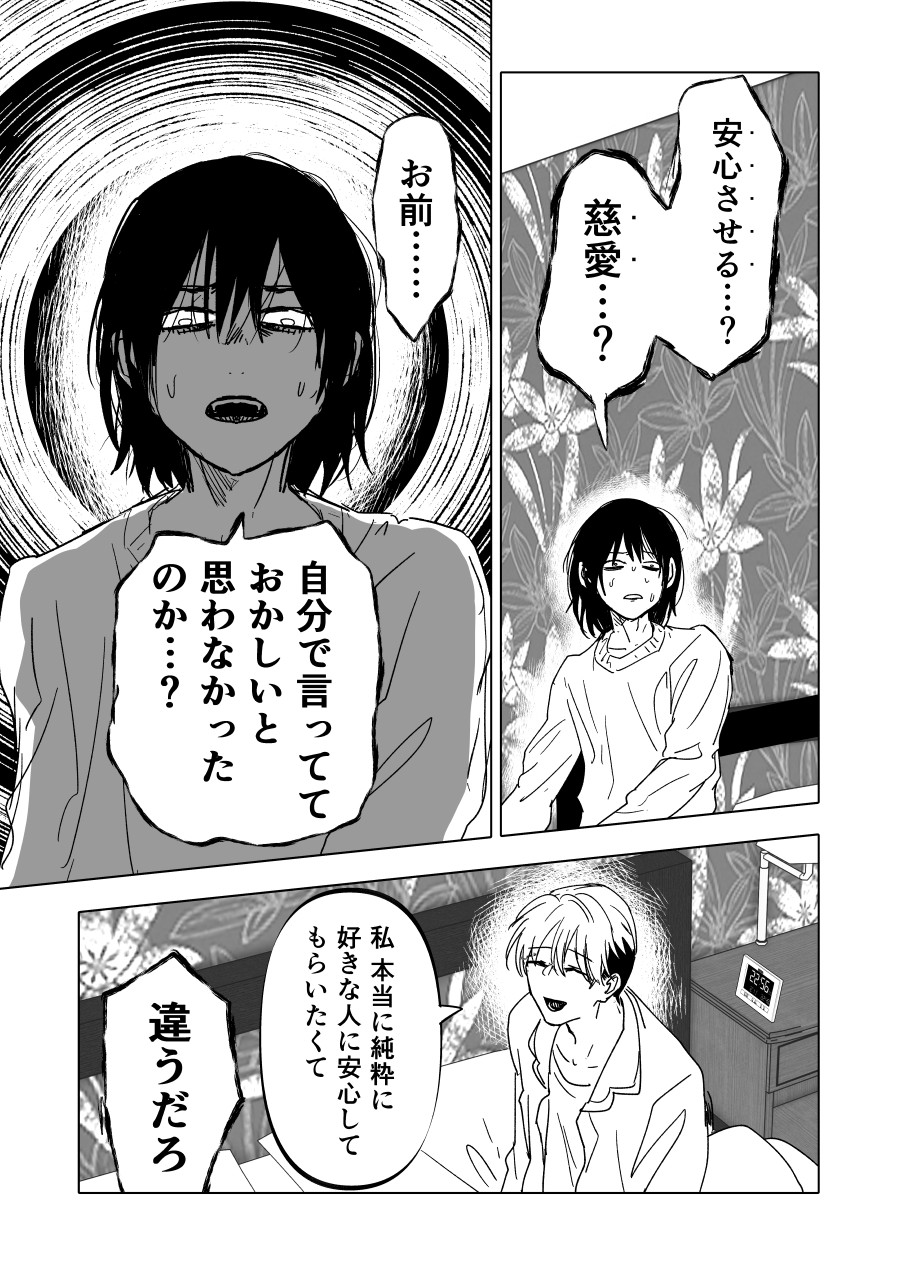 安心させる…?
慈愛…?
お前……
自分で言ってて
おかしいと
思わなかった
のか…?
私 本当に純粋に
好きな人に安心して
もらいたくて
違うだろ
22:56